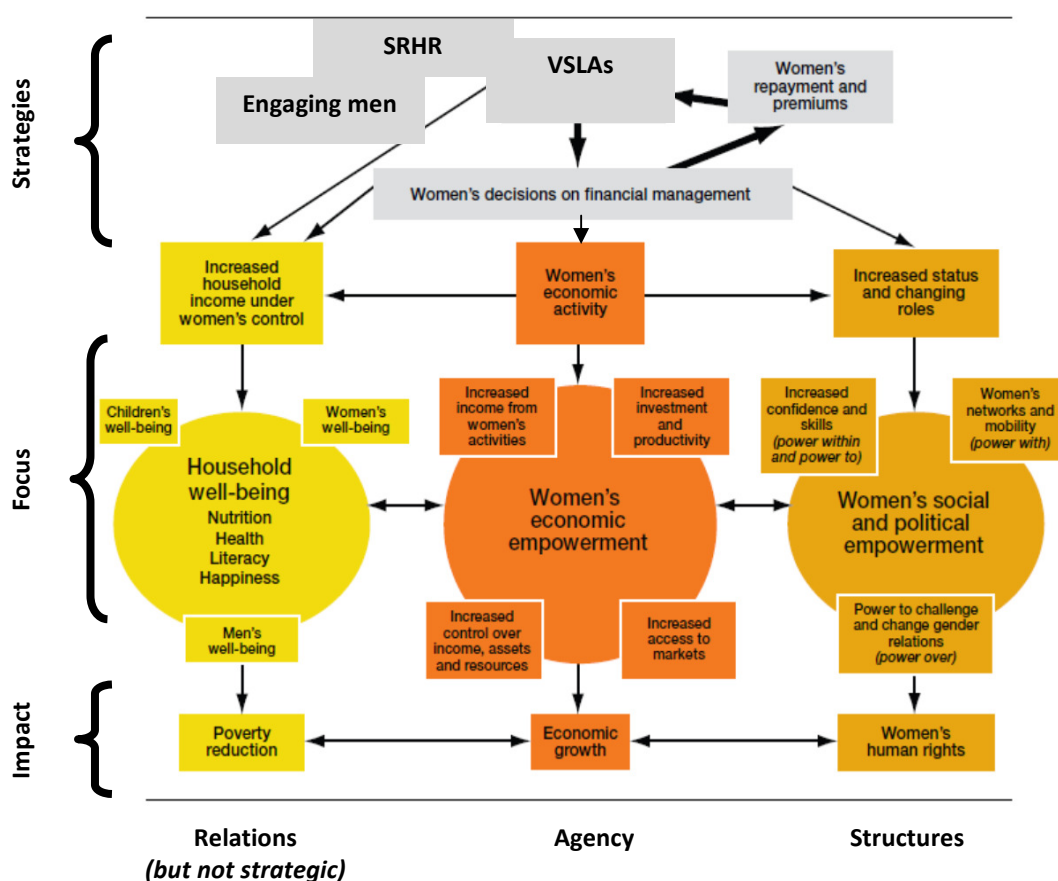 Strategies
SRHR
VSLAs
Engaging men
Women's
repayment and
premiums
Women's decisions on financial management
Increased
household
income under
women's control
Women's
economic
activity
Increased status
and changing
roles
Focus
Children's
well-being
Women's
well-being
Household
well-being
Nutrition
Health
Literacy
Happiness
Men's
well-being
Increased
income from
women's
activities
Increased
investment
and
productivity
Women's
economic
empowerment
Increased
control over
income, assets
and resources
Increased
access to
markets
Increased
confidence and
skills
(power within
and power to)
Women's
networks and
mobility
(power with)
Women's social
and political
empowerment
Power to challenge
and change gender
relations
(power over)
Impact
Poverty
reduction
Economic
growth
Women's
human rights
Relations
(but not strategic)
Agency
Structures